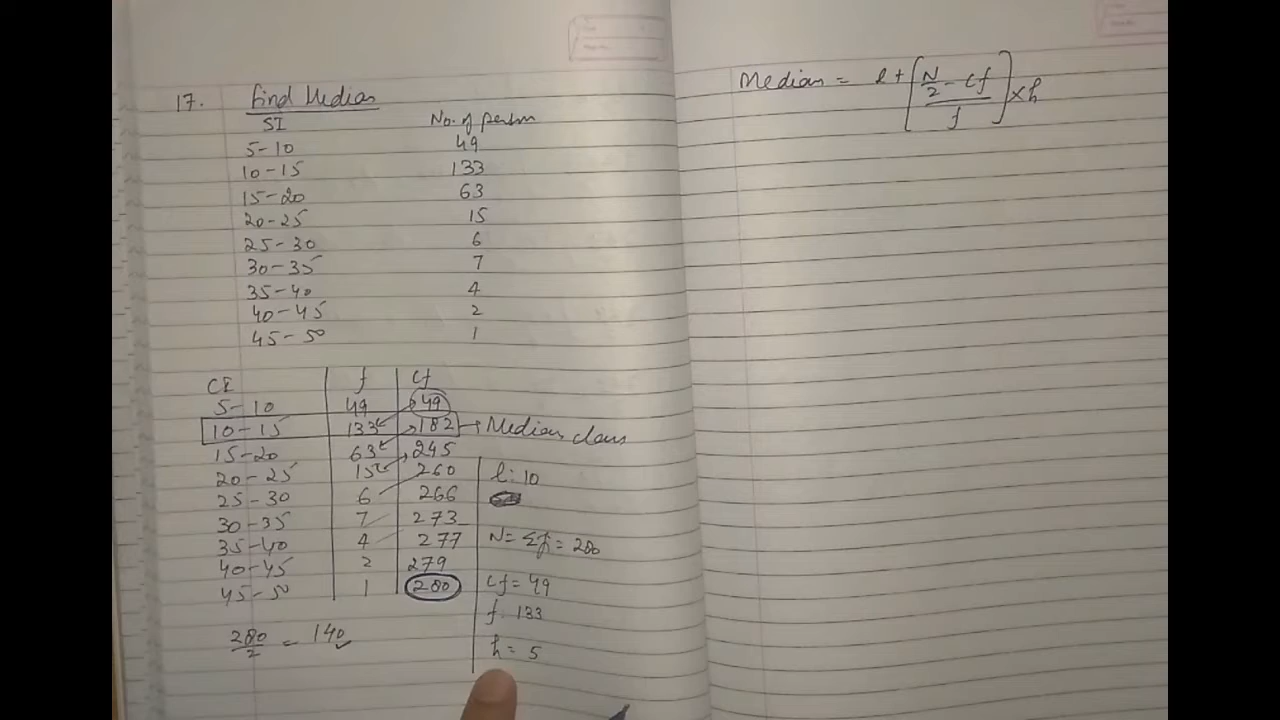 17. Find Median
SI No. of person
5-10 49
10-15 133
15-20 63
20-25 15
25-30 6
30-35 7
35-40 4
40-45 2
45-50 1
CI f Cf
5-10 49 49
10-15 133 182 → Median class
15-20 63 245
20-25 15 260
25-30 6 266
30-35 7 273
35-40 4 277
40-45 2 279
45-50 1 280
280/2 = 140
l: 10
N = Σf = 280
Cf = 49
f 133
h = 5
Median = l + [N/2 - Cf / f] × h